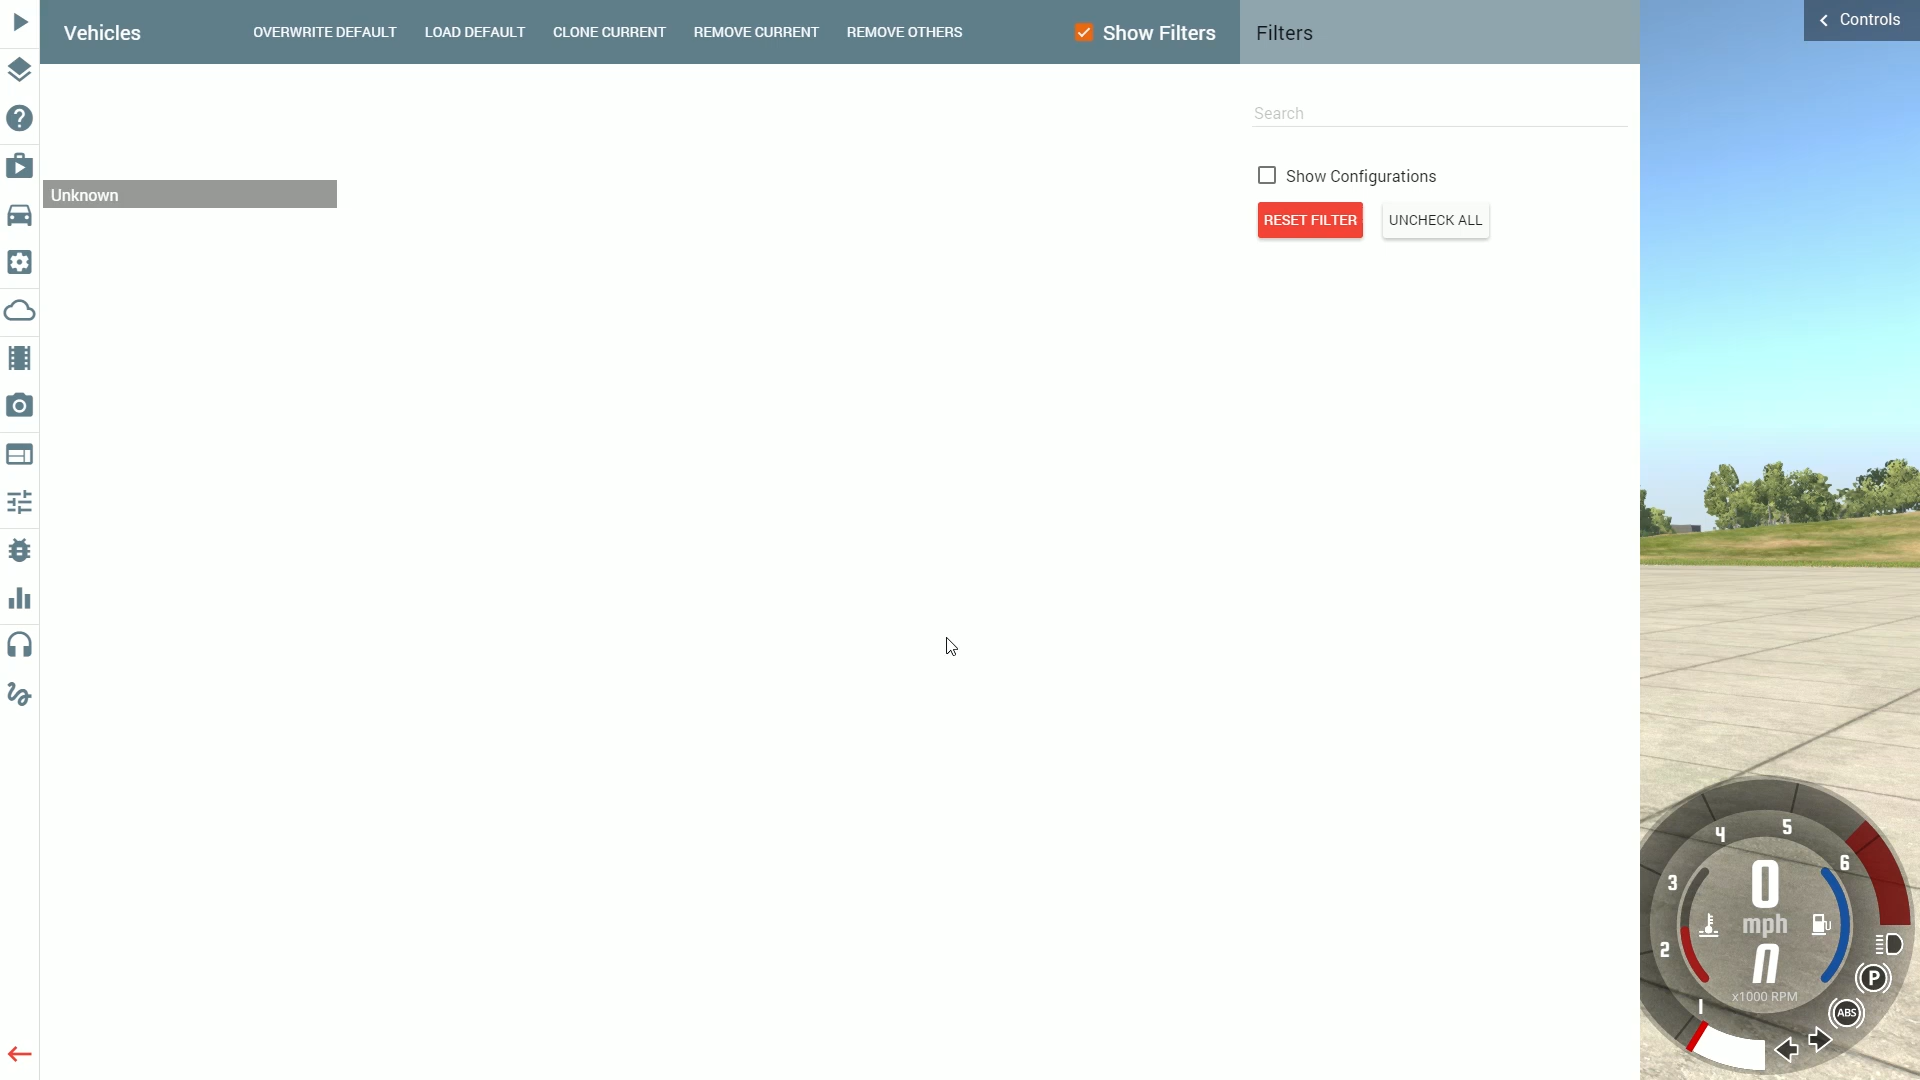 Vehicles
OVERWRITE DEFAULT
LOAD DEFAULT
CLONE CURRENT
REMOVE CURRENT
REMOVE OTHERS
Show Filters
Filters
Controls
Search
Show Configurations
Unknown
RESET FILTER
UNCHECK ALL
4
5
6
3
0
mph
2
n
x1000 RPM
P
1
ABS